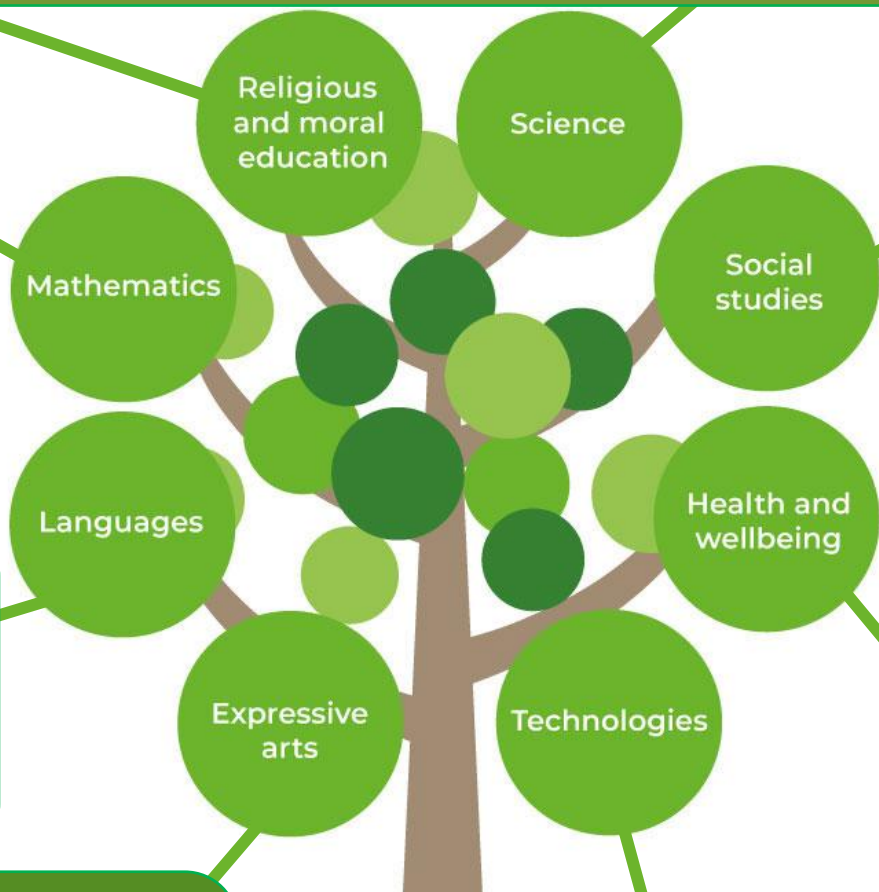 Religious
and moral
education
Science
Mathematics
Social
studies
Languages
Health and
wellbeing
Expressive
arts
Technologies